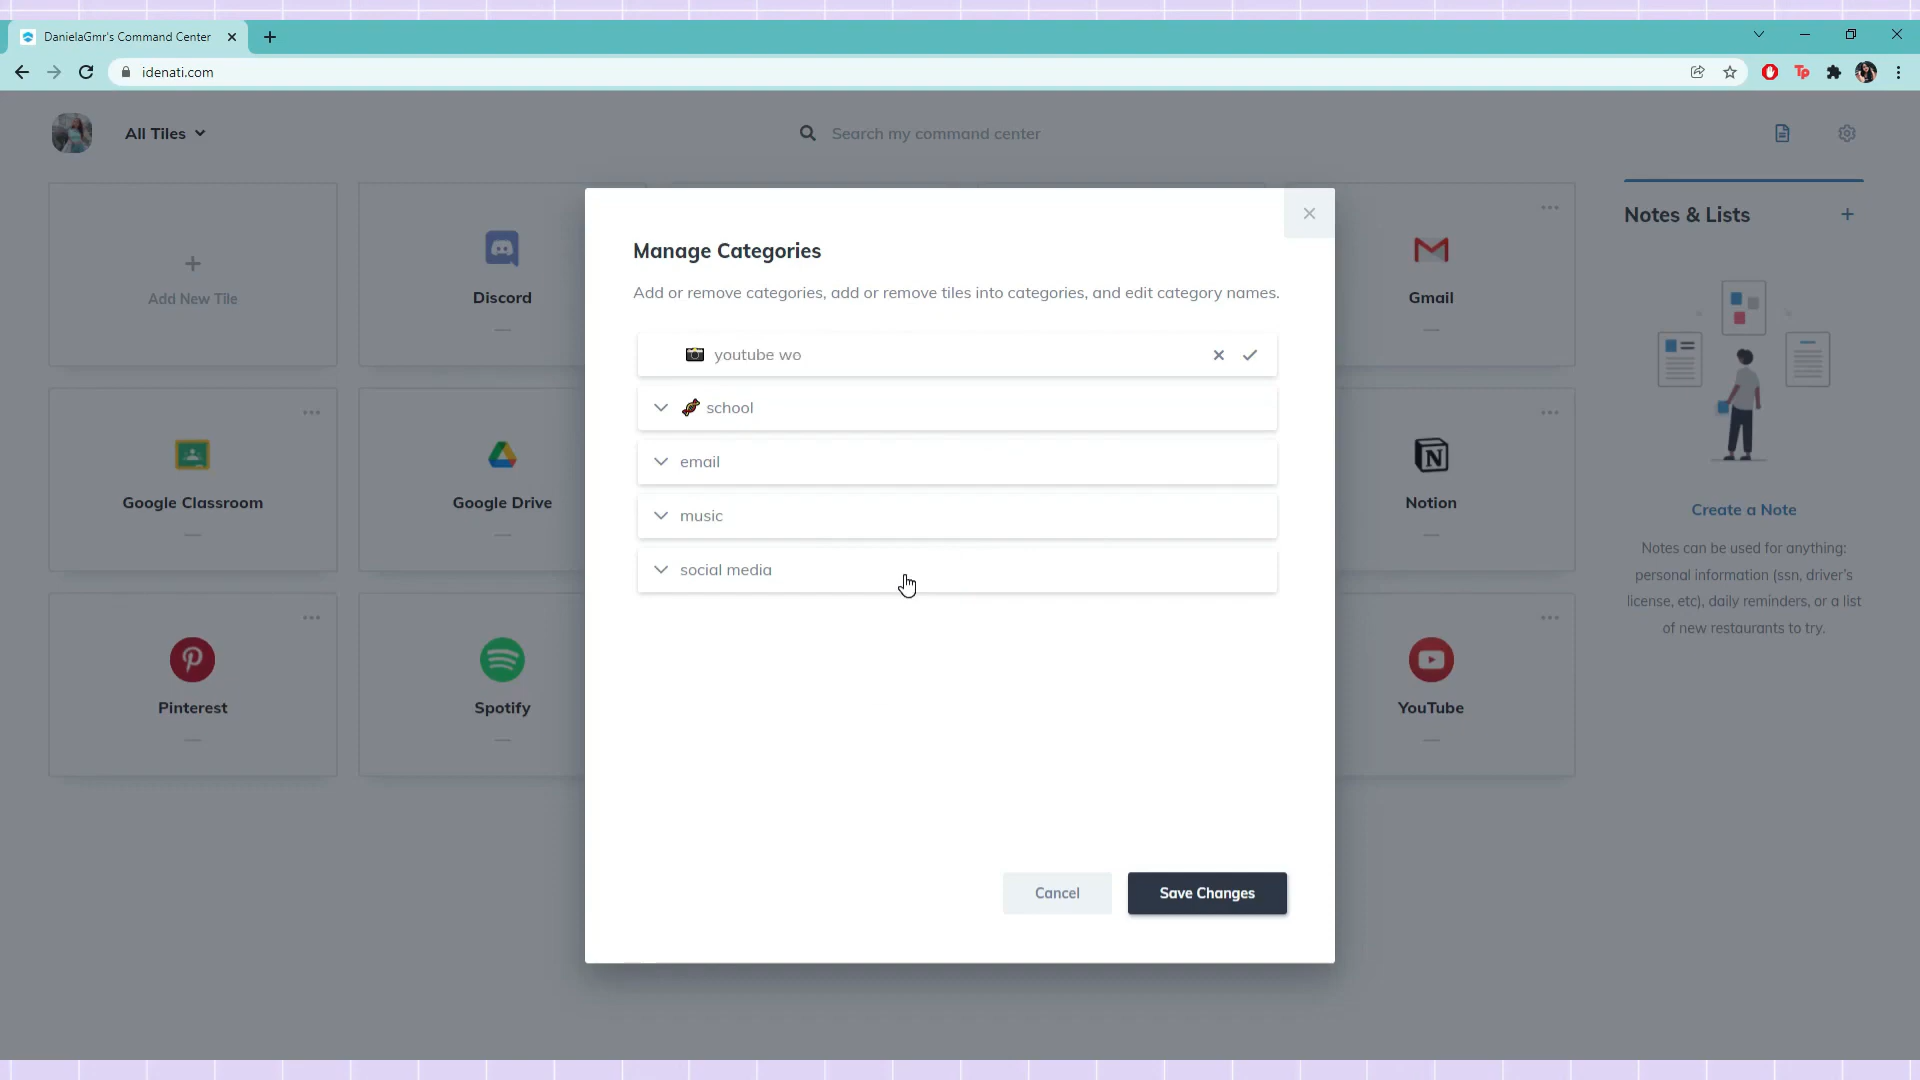 DanielaGmr's Command Center
idenati.com
All Tiles
Search my command center
Manage Categories
Add or remove categories, add or remove tiles into categories, and edit category names.
youtube wo
school
email
music
social media
Cancel
Save Changes
Add New Tile
Discord
Gmail
Google Classroom
Google Drive
Notion
Pinterest
Spotify
YouTube
Notes & Lists
Create a Note
Notes can be used for anything:
personal information (ssn, driver's
license, etc), daily reminders, or a list
of new restaurants to try.